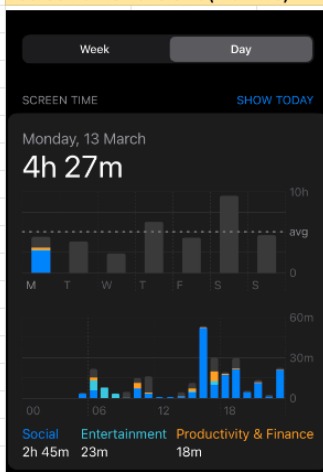 Week Day
SCREEN TIME SHOW TODAY
Monday, 13 March
4h 27m
10h
avg
0
M T W T F S S
60m
30m
0
00 06 12 18
Social Entertainment Productivity & Finance
2h 45m 23m 18m